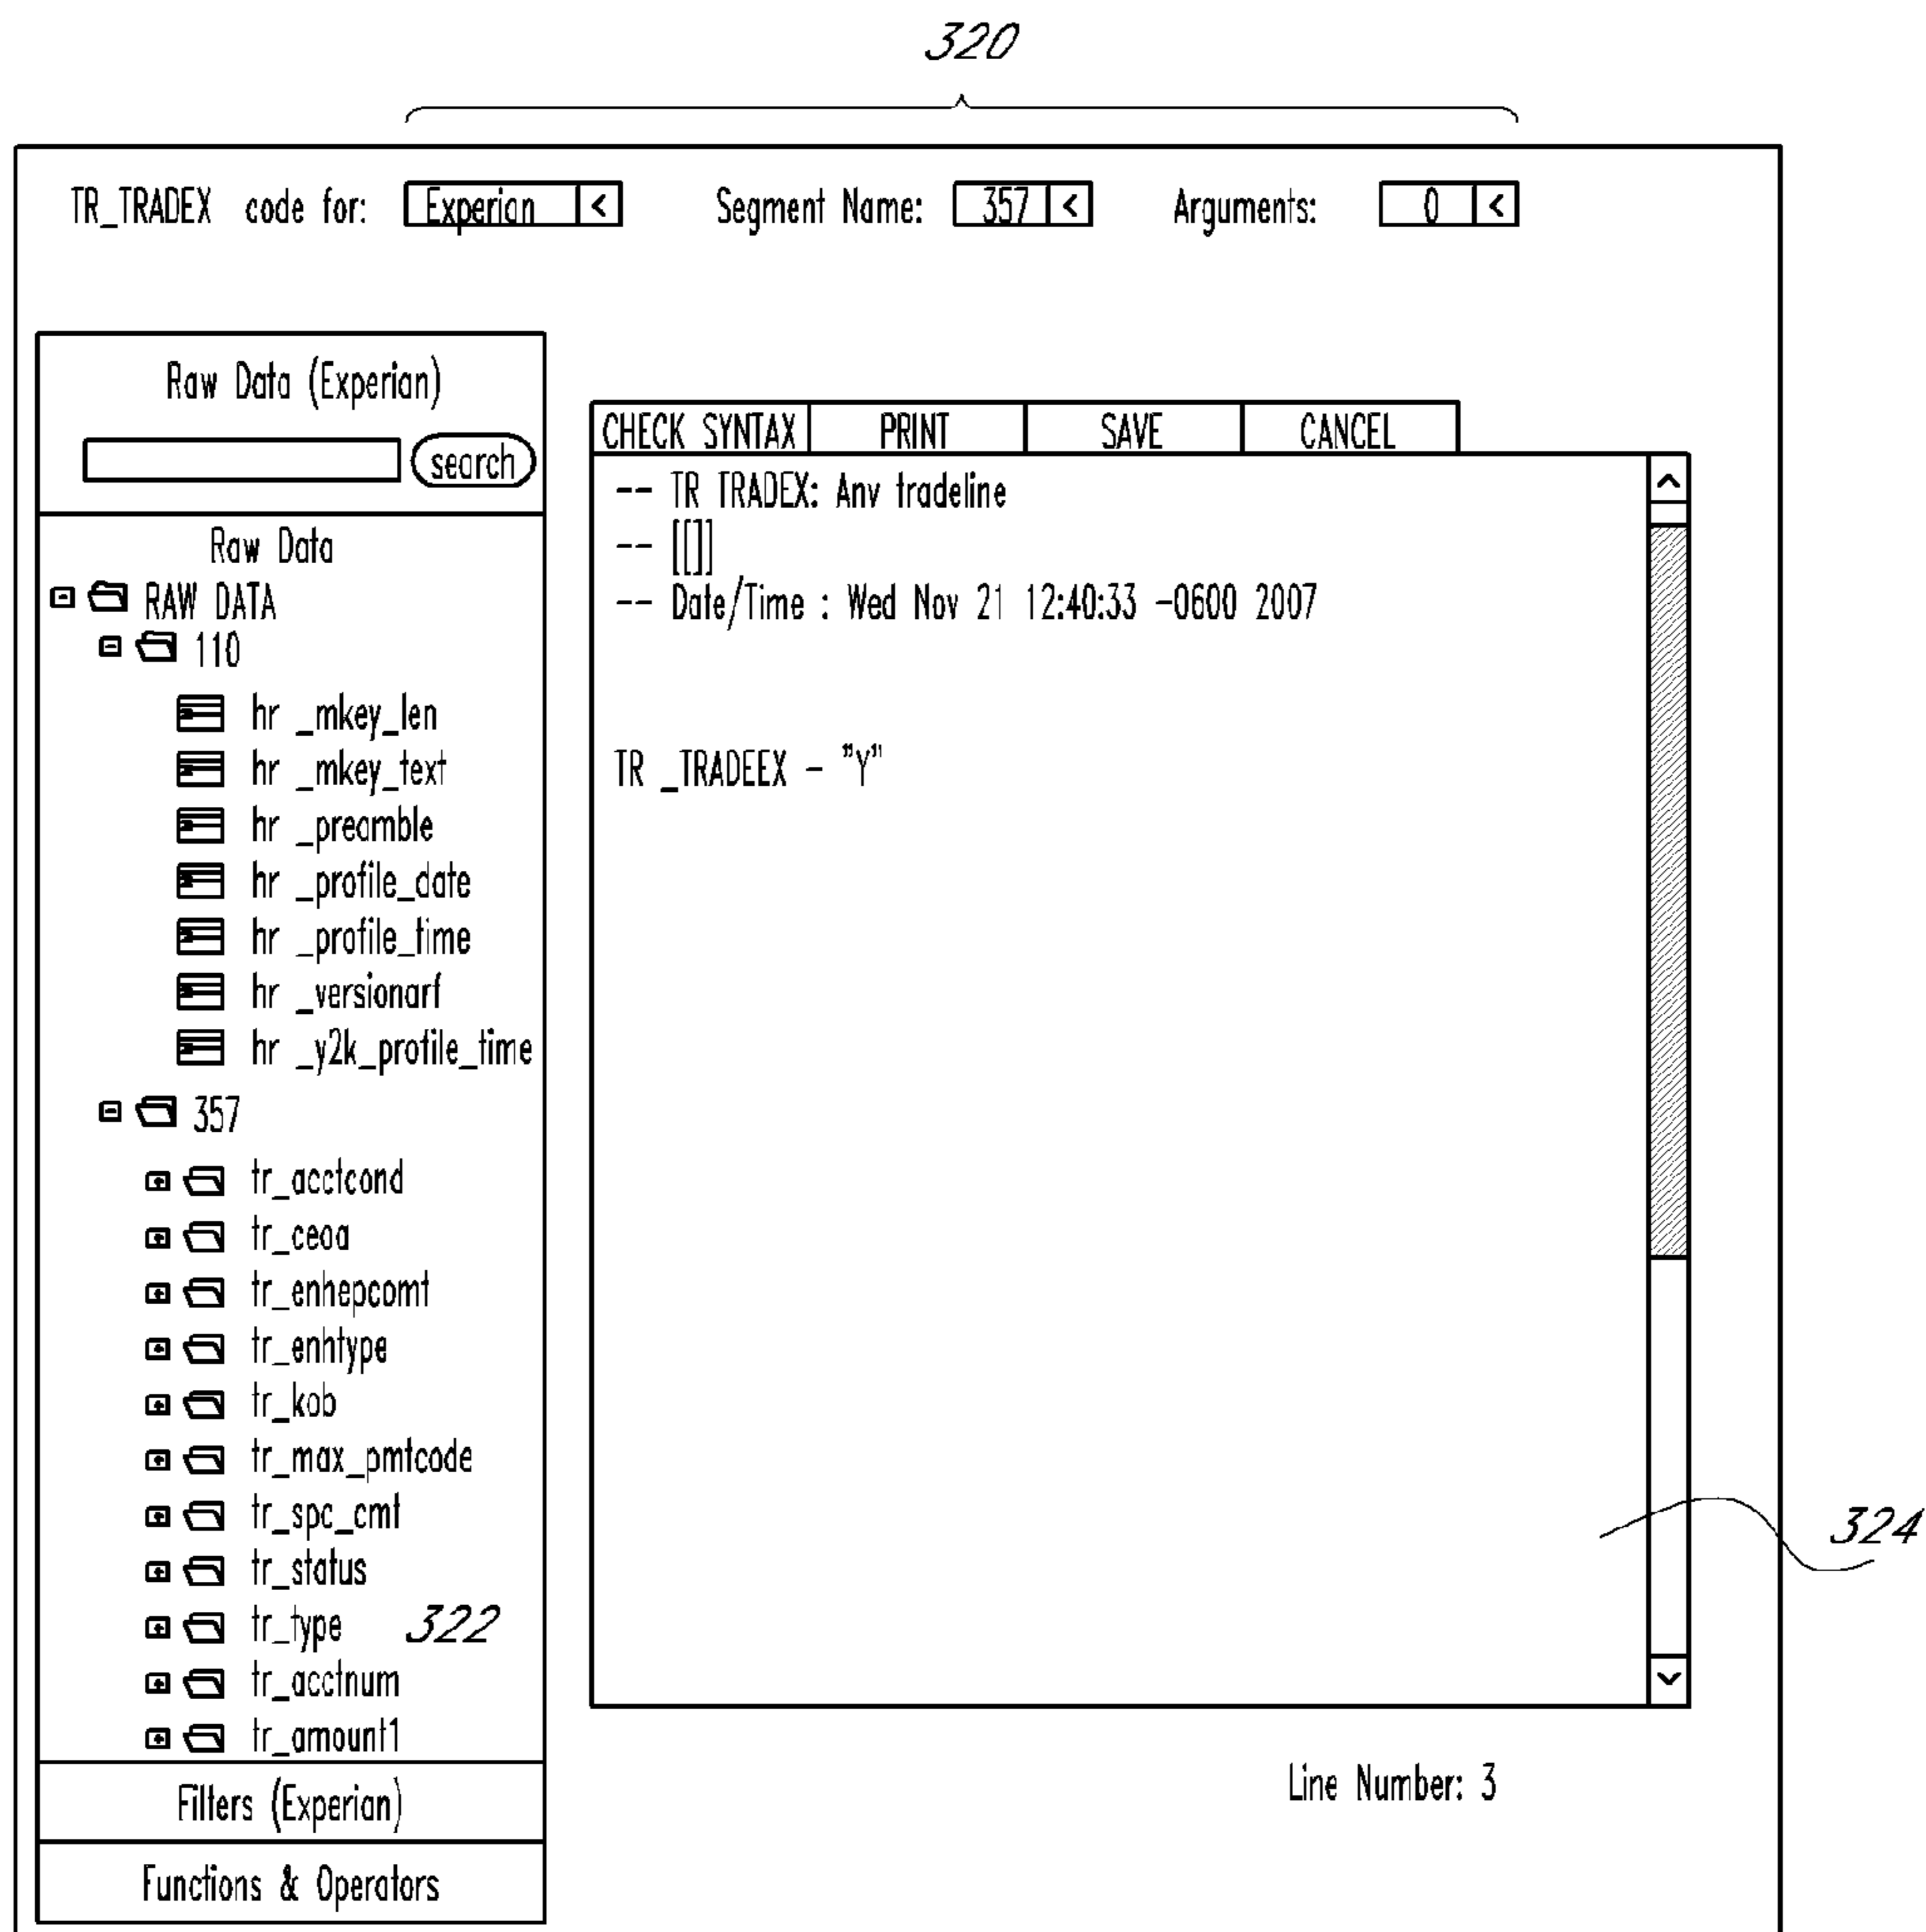 320
TR_TRADEX code for: Experian < Segment Name: 357 < Arguments: 0 <
Raw Data (Experian)
search
Raw Data
RAW DATA
110
hr _mkey_len
hr _mkey_text
hr _preamble
hr _profile_date
hr _profile_time
hr _versionarf
hr _y2k_profile_time
357
tr_acctcond
tr_ceoa
tr_enhepcomt
tr_enhtype
tr_kob
tr_max_pmtcode
tr_spc_cmt
tr_status
tr_type 322
tr_acctnum
tr_amount1
Filters (Experian)
Functions & Operators
CHECK SYNTAX PRINT SAVE CANCEL
-- TR TRADEX: Anv tradeline
-- [[]]
-- Date/Time : Wed Nov 21 12:40:33 -0600 2007
TR _TRADEEX - "Y"
324
Line Number: 3